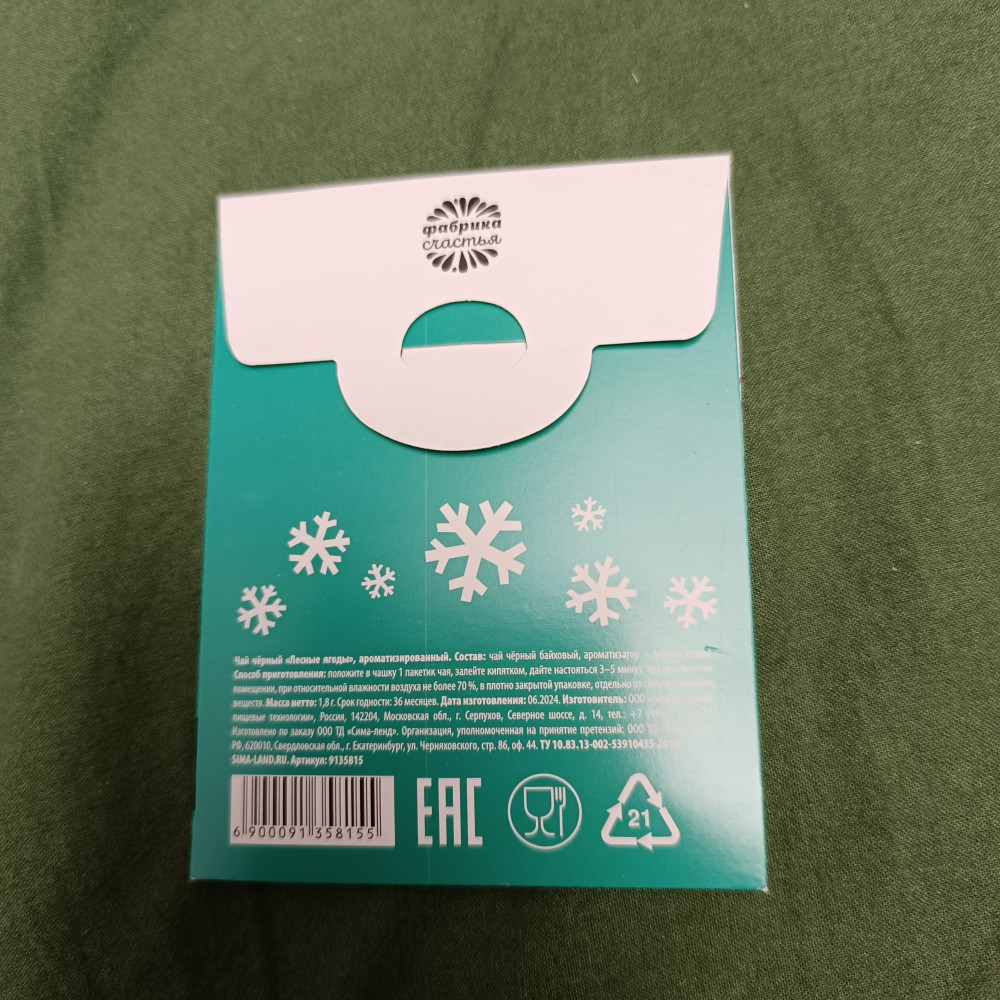 фабрика
счастья
Чай чёрный «Лесные ягоды», ароматизированный. Состав: чай чёрный байховый, ароматизатор
Способ приготовления: положите в чашку 1 пакетик чая, залейте кипятком, дайте настояться 3–5 минут.
помещении, при относительной влажности воздуха не более 70 %, в плотно закрытой упаковке, отдельно от
веществ. Масса нетто: 1,8 г. Срок годности: 36 месяцев. Дата изготовления: 06.2024. Изготовитель: ООО
пищевые технологии», Россия, 142204, Московская обл., г. Серпухов, Северное шоссе, д. 14, тел.: +7
Изготовлено по заказу ООО ТД «Сима-ленд». Организация, уполномоченная на принятие претензий: ООО ТД
РФ, 620010, Свердловская обл., г. Екатеринбург, ул. Черняховского, стр. 86, оф. 44. ТУ 10.83.13-002-53910435-
SIMA-LAND.RU. Артикул: 9135815
6 900091 358155
EAC
21